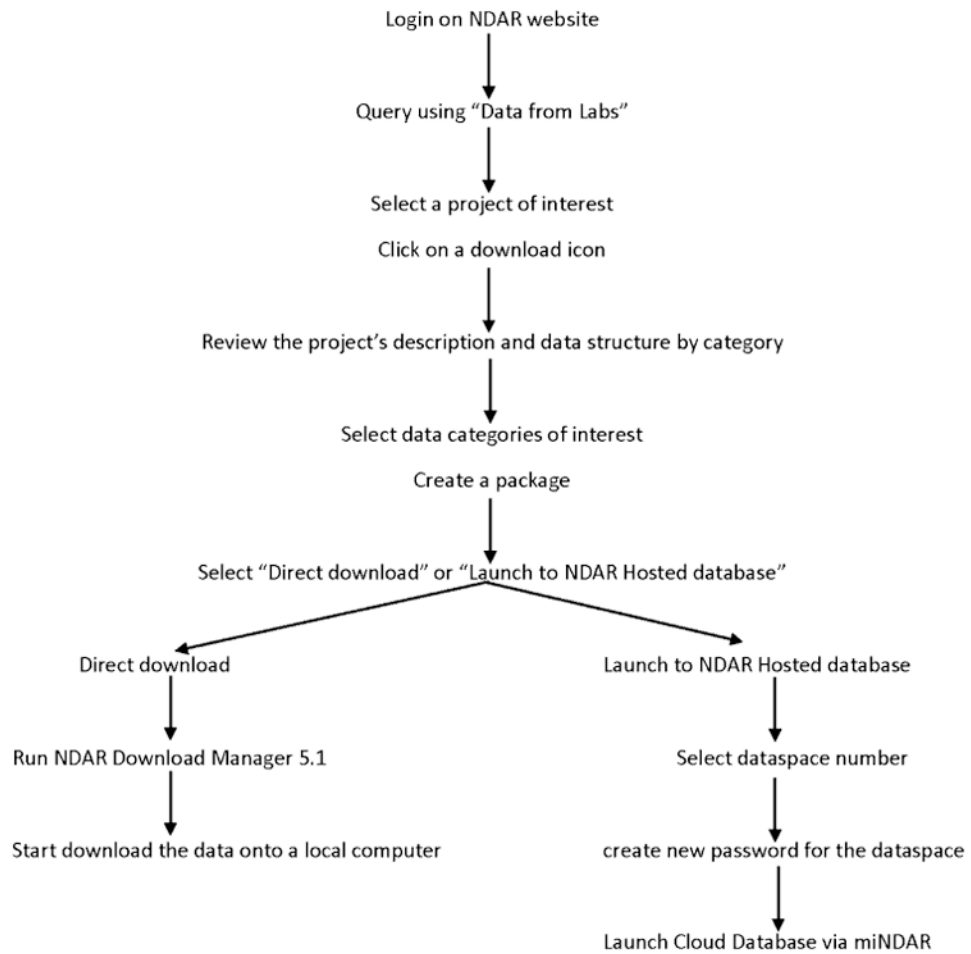 Login on NDAR website
Query using “Data from Labs”
Select a project of interest
Click on a download icon
Review the project’s description and data structure by category
Select data categories of interest
Create a package
Select “Direct download” or “Launch to NDAR Hosted database”
Direct download
Launch to NDAR Hosted database
Run NDAR Download Manager 5.1
Select dataspace number
Start download the data onto a local computer
create new password for the dataspace
Launch Cloud Database via miNDAR